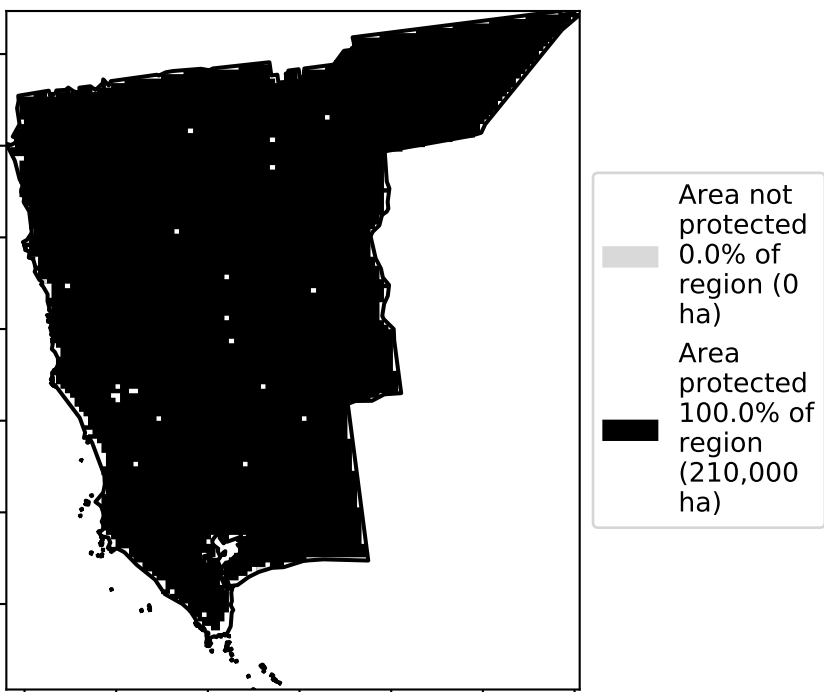 Area not
protected
0.0% of
region (0
ha)
Area
protected
100.0% of
region
(210,000
ha)